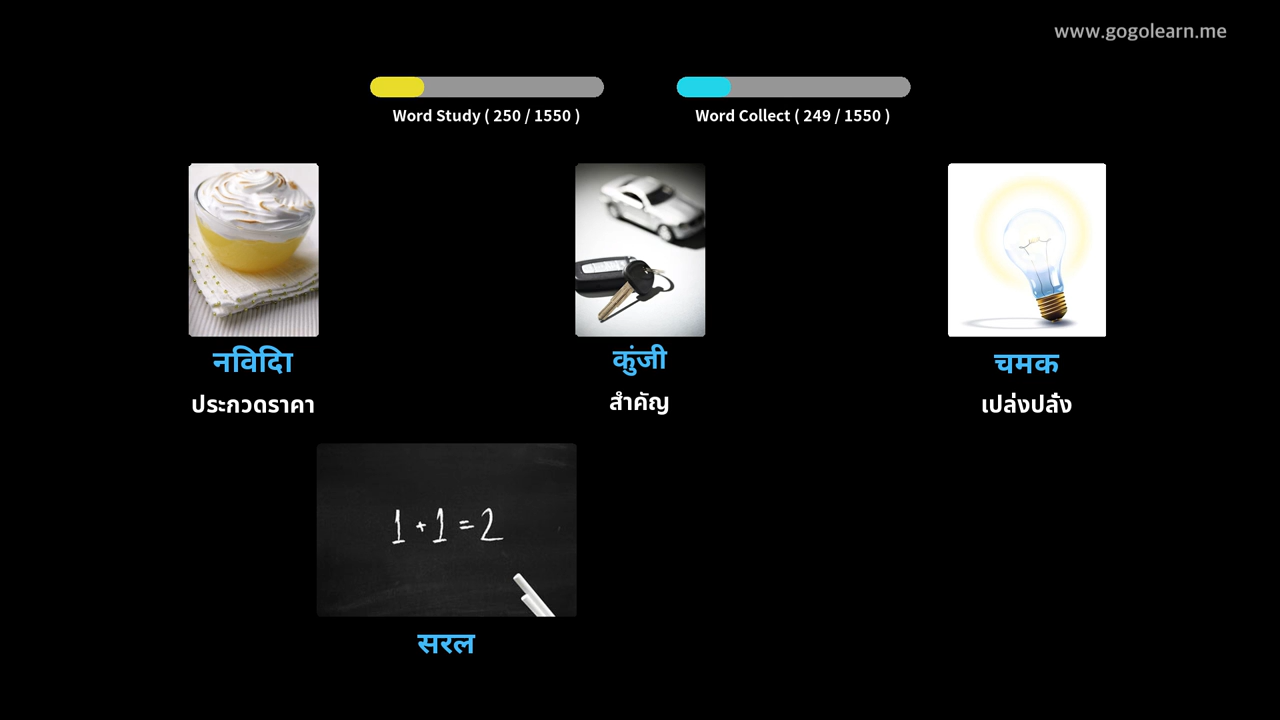 www.gogolearn.me
Word Study ( 250 / 1550 )
Word Collect ( 249 / 1550 )
नविदिा
कुंजी
चमक
ประกวดราคา
สำคัญ
เปล่งปลั่ง
1 + 1 = 2
सरल